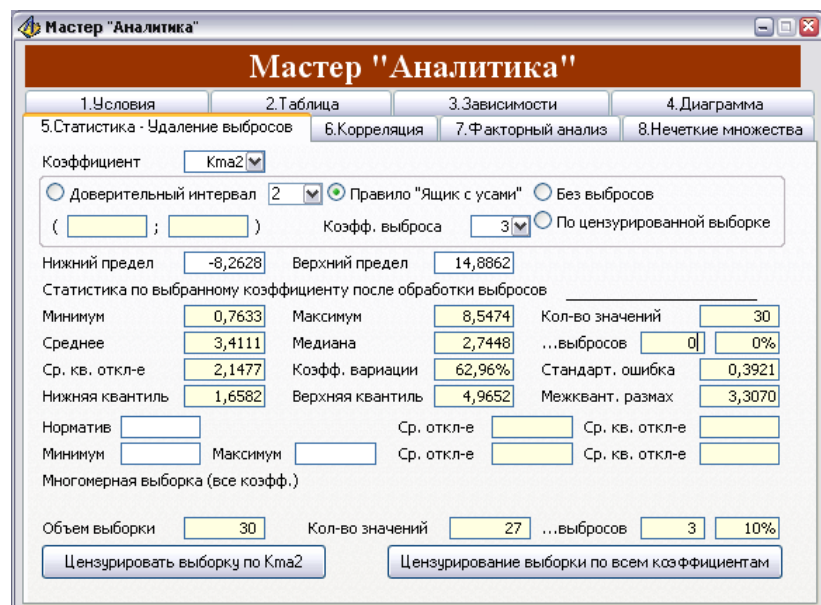 Мастер "Аналитика"
Мастер "Аналитика"
1.Условия 2.Таблица 3.Зависимости 4.Диаграмма
5.Статистика - Удаление выбросов 6.Корреляция 7.Факторный анализ 8.Нечеткие множества
Коэффициент Kma2
Доверительный интервал 2 Правило "Ящик с усами" Без выбросов
( ; ) Коэфф. выброса 3 По цензурированной выборке
Нижний предел -8,2628 Верхний предел 14,8862
Статистика по выбранному коэффициенту после обработки выбросов
Минимум 0,7633 Максимум 8,5474 Кол-во значений 30
Среднее 3,4111 Медиана 2,7448 ...выбросов 0 0%
Ср. кв. откл-е 2,1477 Коэфф. вариации 62,96% Стандарт. ошибка 0,3921
Нижняя квантиль 1,6582 Верхняя квантиль 4,9652 Межквант. размах 3,3070
Норматив Ср. откл-е Ср. кв. откл-е
Минимум Максимум Ср. откл-е Ср. кв. откл-е
Многомерная выборка (все коэфф.)
Объем выборки 30 Кол-во значений 27 ...выбросов 3 10%
Цензурировать выборку по Kma2 Цензурирование выборки по всем коэффициентам